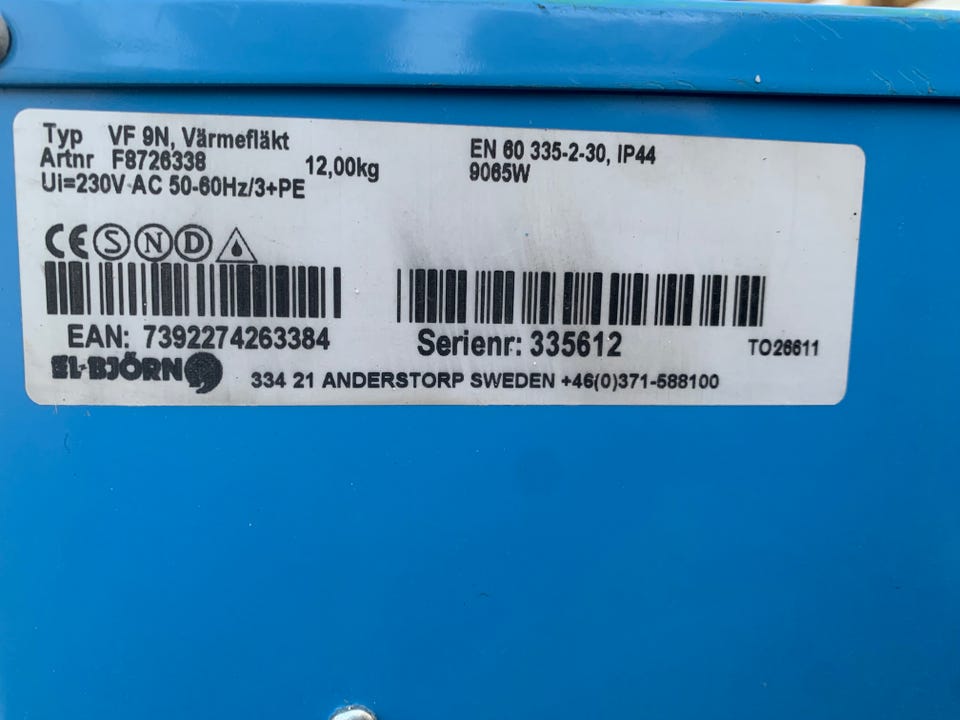 Typ VF 9N, Värmefläkt
Artnr F8726338
12,00kg
Ui=230V AC 50-60Hz/3+PE
EN 60 335-2-30, IP44
9065W
CE S N D
EAN: 7392274263384
Serienr: 335612
TO26611
EL-BJÖRN
334 21 ANDERSTORP SWEDEN +46(0)371-588100